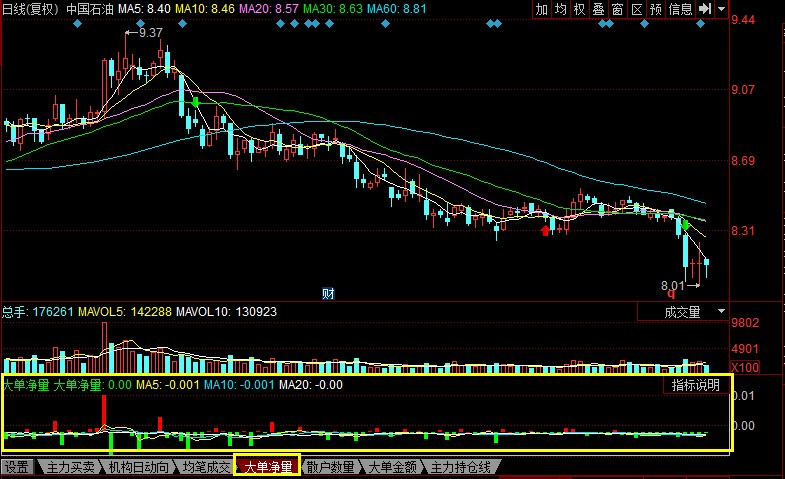 日线(复权) 中国石油 MA5: 8.40 MA10: 8.46 MA20: 8.57 MA30: 8.63 MA60: 8.81 加 均 权 叠 窗 区 预 信息
9.44
9.37
9.07
8.69
8.31
8.01
q
财
总手: 176261 MAVOL5: 142288 MAVOL10: 130923 成交量
9802
4901
X100
大单净量 大单净量: 0.00 MA5: -0.001 MA10: -0.001 MA20: -0.00 指标说明
0.01
0.00
设置 主力买卖 机构日动向 均笔成交 大单净量 散户数量 大单金额 主力持仓线